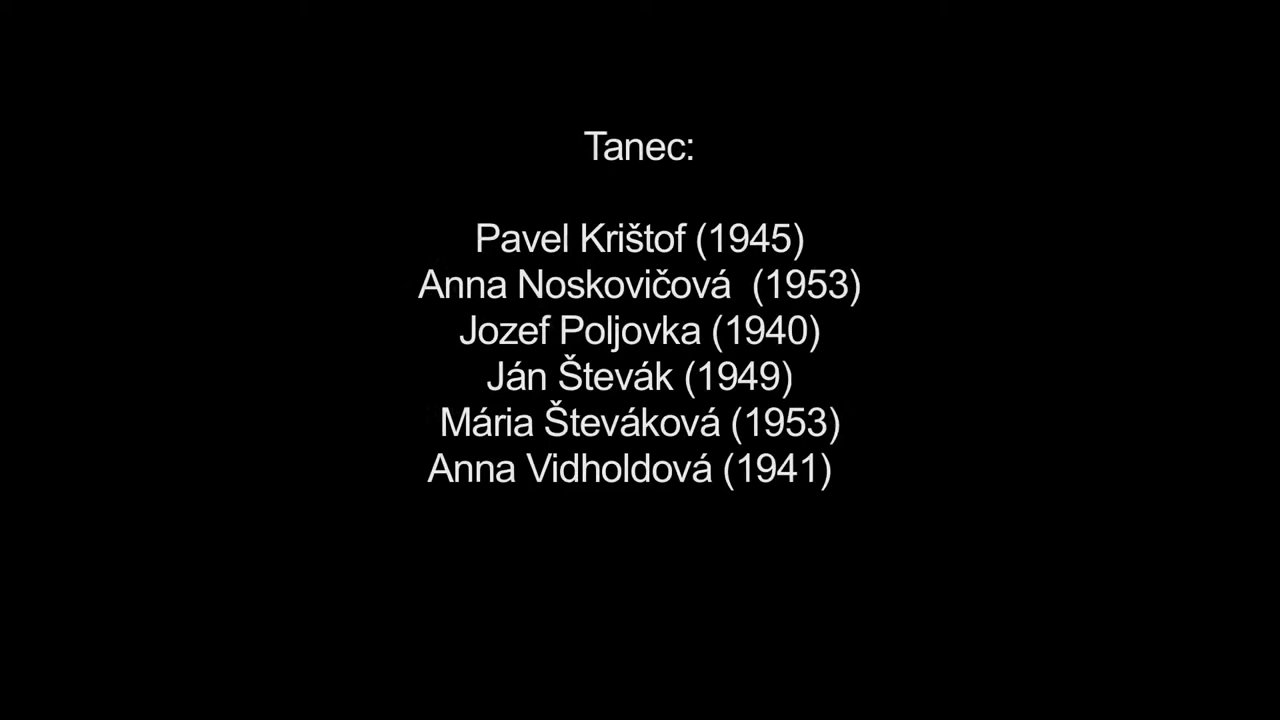 Tanec:
Pavel Krištof (1945)
Anna Noskovičová  (1953)
Jozef Poljovka (1940)
Ján Števák (1949)
Mária Števáková (1953)
Anna Vidholdová (1941)